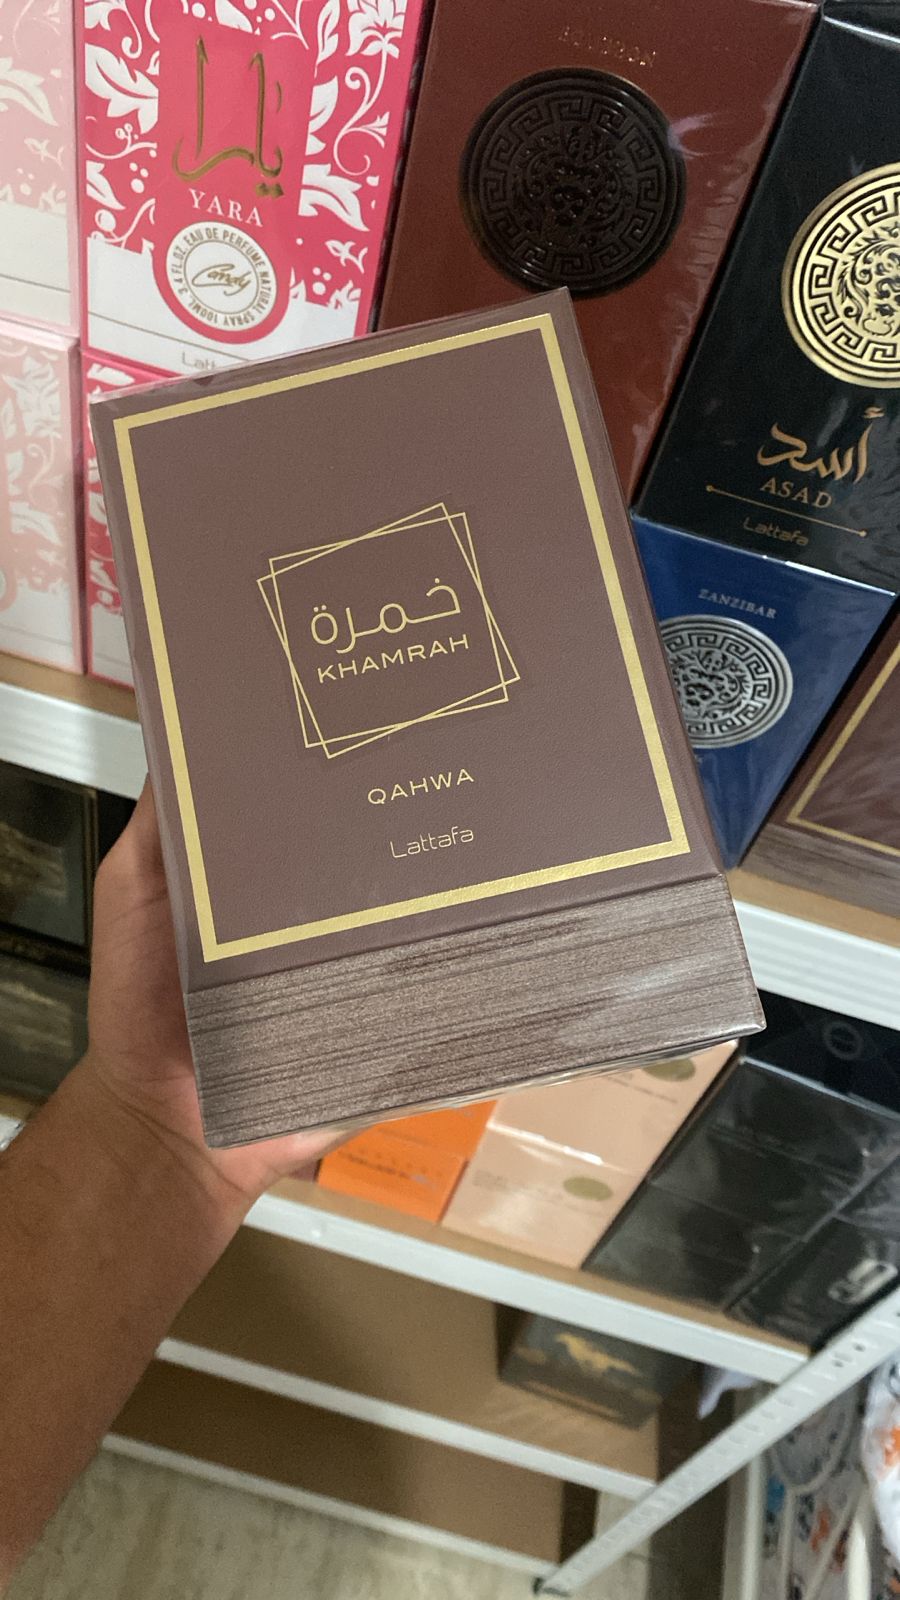 يارا
YARA
100ML. 3.4 FL.OZ. EAU DE PERFUME NATURAL SPRAY
Candy
BOURBON
أسد
ASAD
Lattafa
ZANZIBAR
خمرة
KHAMRAH
QAHWA
Lattafa